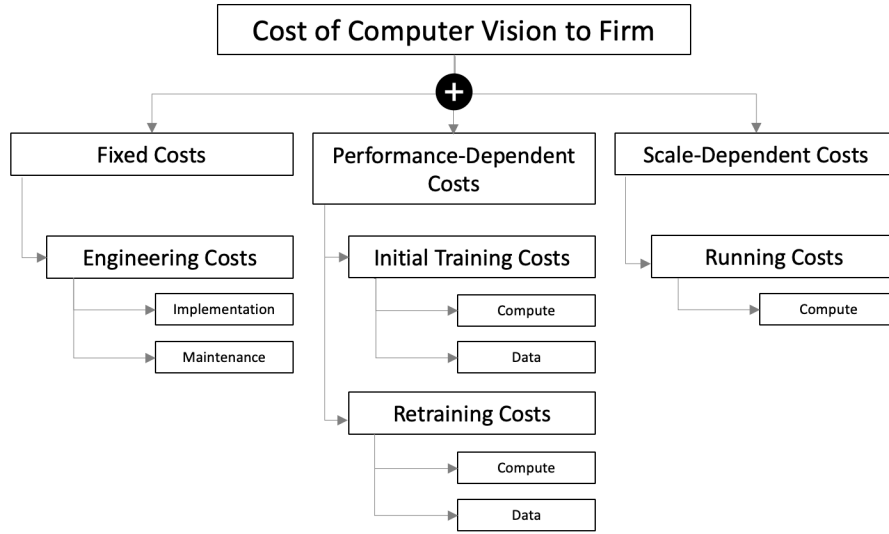 Cost of Computer Vision to Firm
+
Fixed Costs
Engineering Costs
Implementation
Maintenance
Performance-Dependent
Costs
Initial Training Costs
Compute
Data
Retraining Costs
Compute
Data
Scale-Dependent Costs
Running Costs
Compute